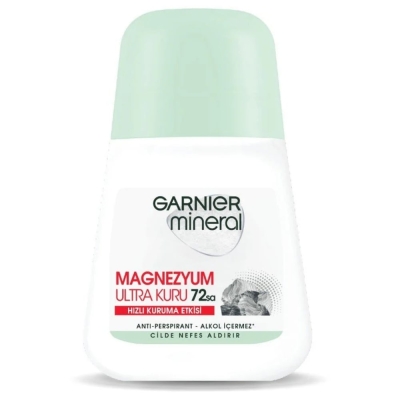 GARNIER
mineral
MAGNEZYUM
ULTRA KURU 72sa
HIZLI KURUMA ETKİSİ
ANTI-PERSPIRANT - ALKOL İÇERMEZ*
CİLDE NEFES ALDIRIR